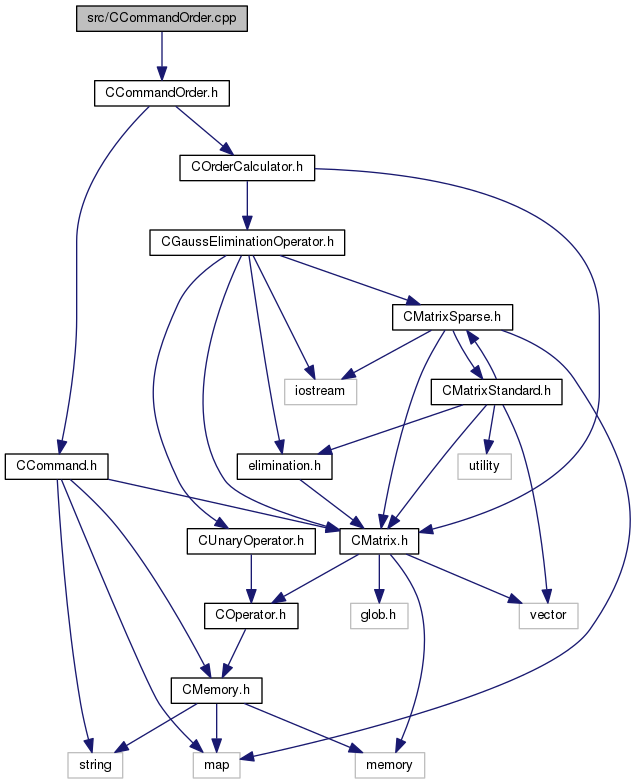 src/CCommandOrder.cpp
CCommandOrder.h
COrderCalculator.h
CGaussEliminationOperator.h
CMatrixSparse.h
iostream
CMatrixStandard.h
CCommand.h
elimination.h
utility
CUnaryOperator.h
CMatrix.h
COperator.h
glob.h
vector
CMemory.h
string
map
memory